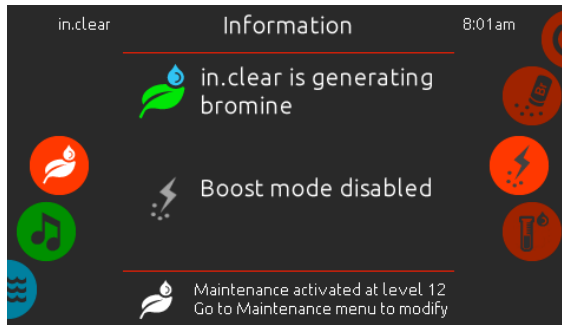 in.clear
Information
8:01am
in.clear is generating
bromine
Boost mode disabled
Maintenance activated at level 12
Go to Maintenance menu to modify
Br